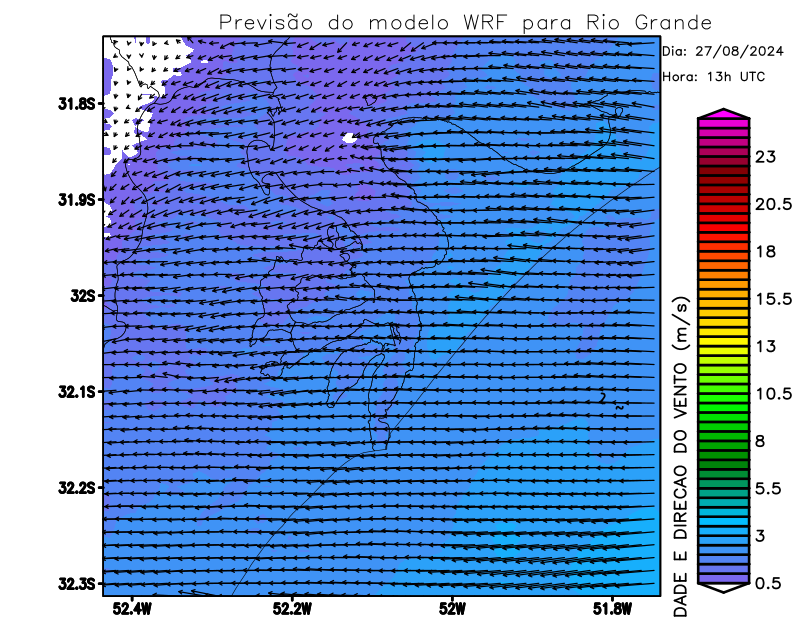 Previsão do modelo WRF para Rio Grande
Dia: 27/08/2024
Hora: 13h UTC
31.8S
31.9S
32S
32.1S
32.2S
32.3S
52.4W
52.2W
52W
51.8W
DADE E DIRECAO DO VENTO (m/s)
23
20.5
18
15.5
13
10.5
8
5.5
3
0.5